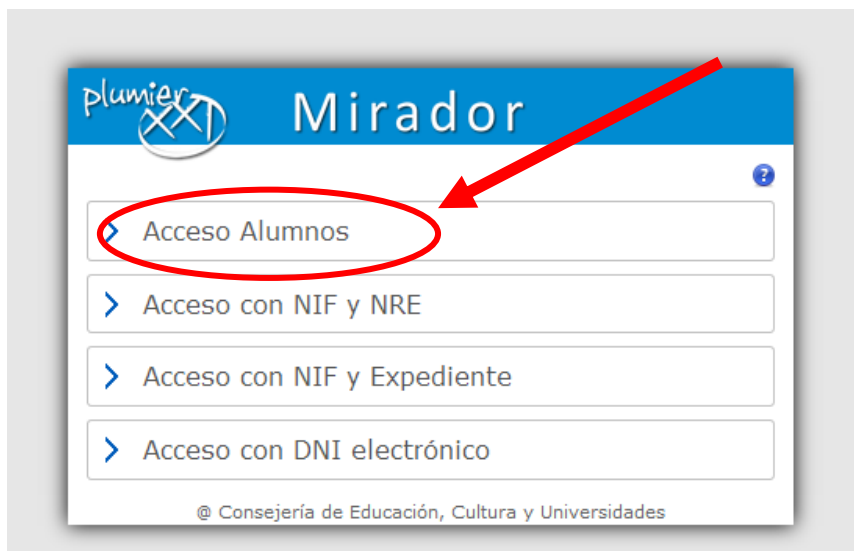 plumier XXI
Mirador
?
Acceso Alumnos
Acceso con NIF y NRE
Acceso con NIF y Expediente
Acceso con DNI electrónico
@ Consejería de Educación, Cultura y Universidades